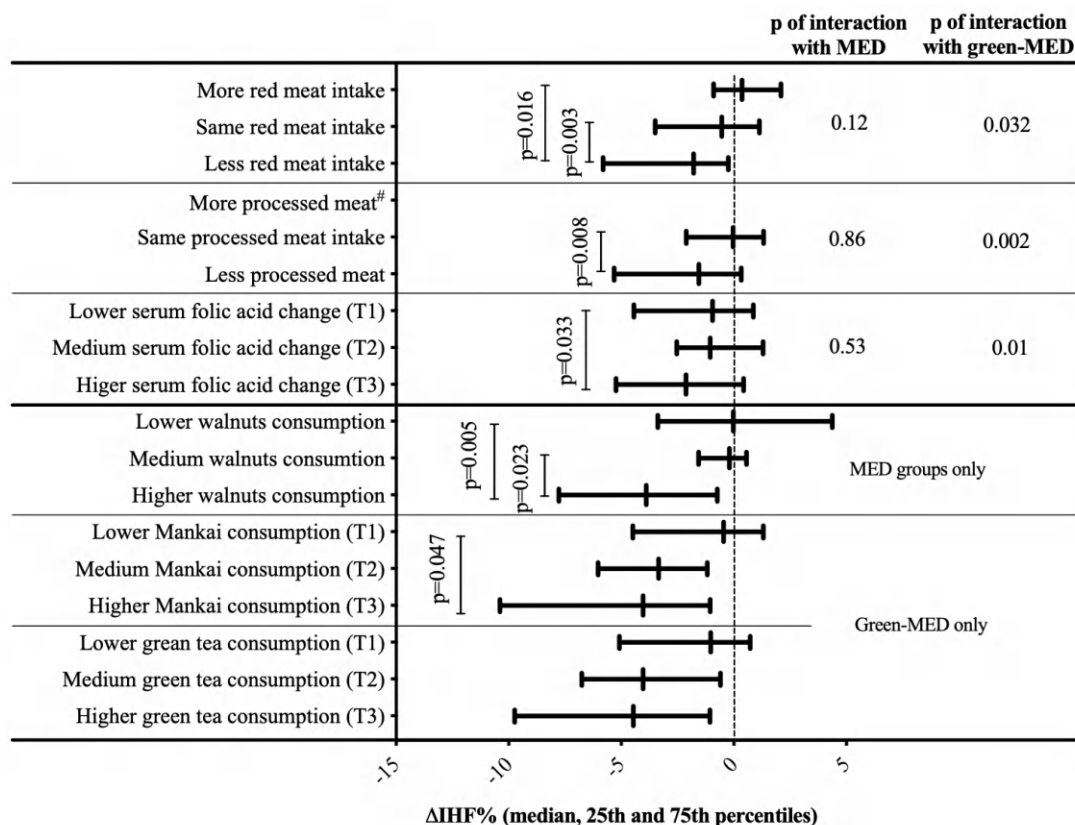 p of interaction with MED
p of interaction with green-MED
More red meat intake
Same red meat intake
Less red meat intake
p=0.016
p=0.003
0.12
0.032
More processed meat#
Same processed meat intake
Less processed meat
p=0.008
0.86
0.002
Lower serum folic acid change (T1)
Medium serum folic acid change (T2)
Higer serum folic acid change (T3)
p=0.033
0.53
0.01
Lower walnuts consumption
Medium walnuts consumtion
Higher walnuts consumption
p=0.005
p=0.023
MED groups only
Lower Mankai consumption (T1)
Medium Mankai consumption (T2)
Higher Mankai consumption (T3)
p=0.047
Lower grean tea consumption (T1)
Medium green tea consumption (T2)
Higher green tea consumption (T3)
Green-MED only
-15
-10
-5
0
5
ΔIHF% (median, 25th and 75th percentiles)